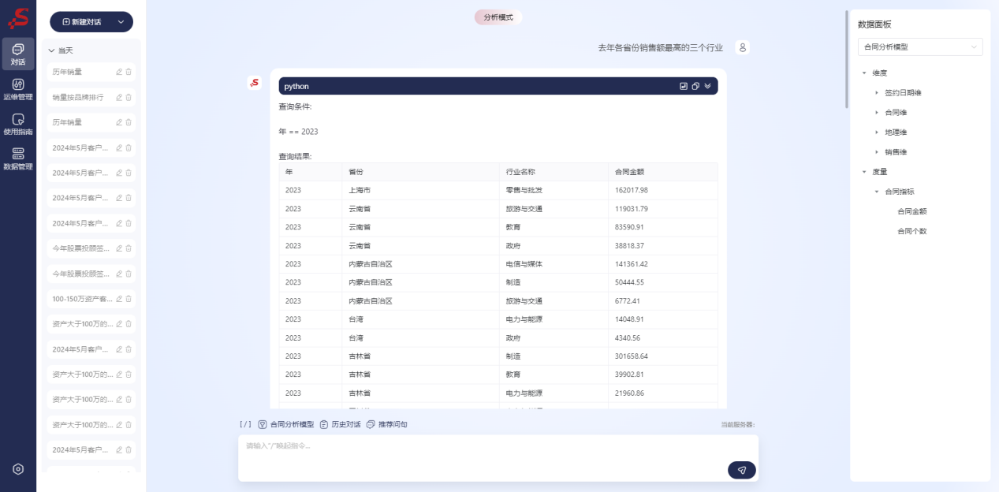 对话
运维管理
使用指南
数据管理
新建对话
当天
历年销量
销量按品牌排行
历年销量
2024年5月客户...
2024年5月客户...
2024年5月客户...
2024年5月客户...
今年股票投顾签...
今年股票投顾签...
100-150万资产客...
资产大于100万的...
2024年5月客户...
资产大于100万的...
资产大于100万的...
资产大于100万的...
2024年5月客户...
分析模式
去年各省份销售额最高的三个行业
python
查询条件:
年 == 2023
查询结果:
年 省份 行业名称 合同金额
2023 上海市 零售与批发 162017.98
2023 云南省 旅游与交通 119031.79
2023 云南省 教育 83590.91
2023 云南省 政府 38818.37
2023 内蒙古自治区 电信与媒体 141361.42
2023 内蒙古自治区 制造 50444.55
2023 内蒙古自治区 旅游与交通 6772.41
2023 台湾 电力与能源 14048.91
2023 台湾 政府 4340.56
2023 吉林省 制造 301658.64
2023 吉林省 教育 39902.81
2023 吉林省 电力与能源 21960.86
[/] 合同分析模型 历史对话 推荐问句
当前服务器:
请输入"/"唤起指令...
数据面板
合同分析模型
维度
签约日期维
合同维
地理维
销售维
度量
合同指标
合同金额
合同个数